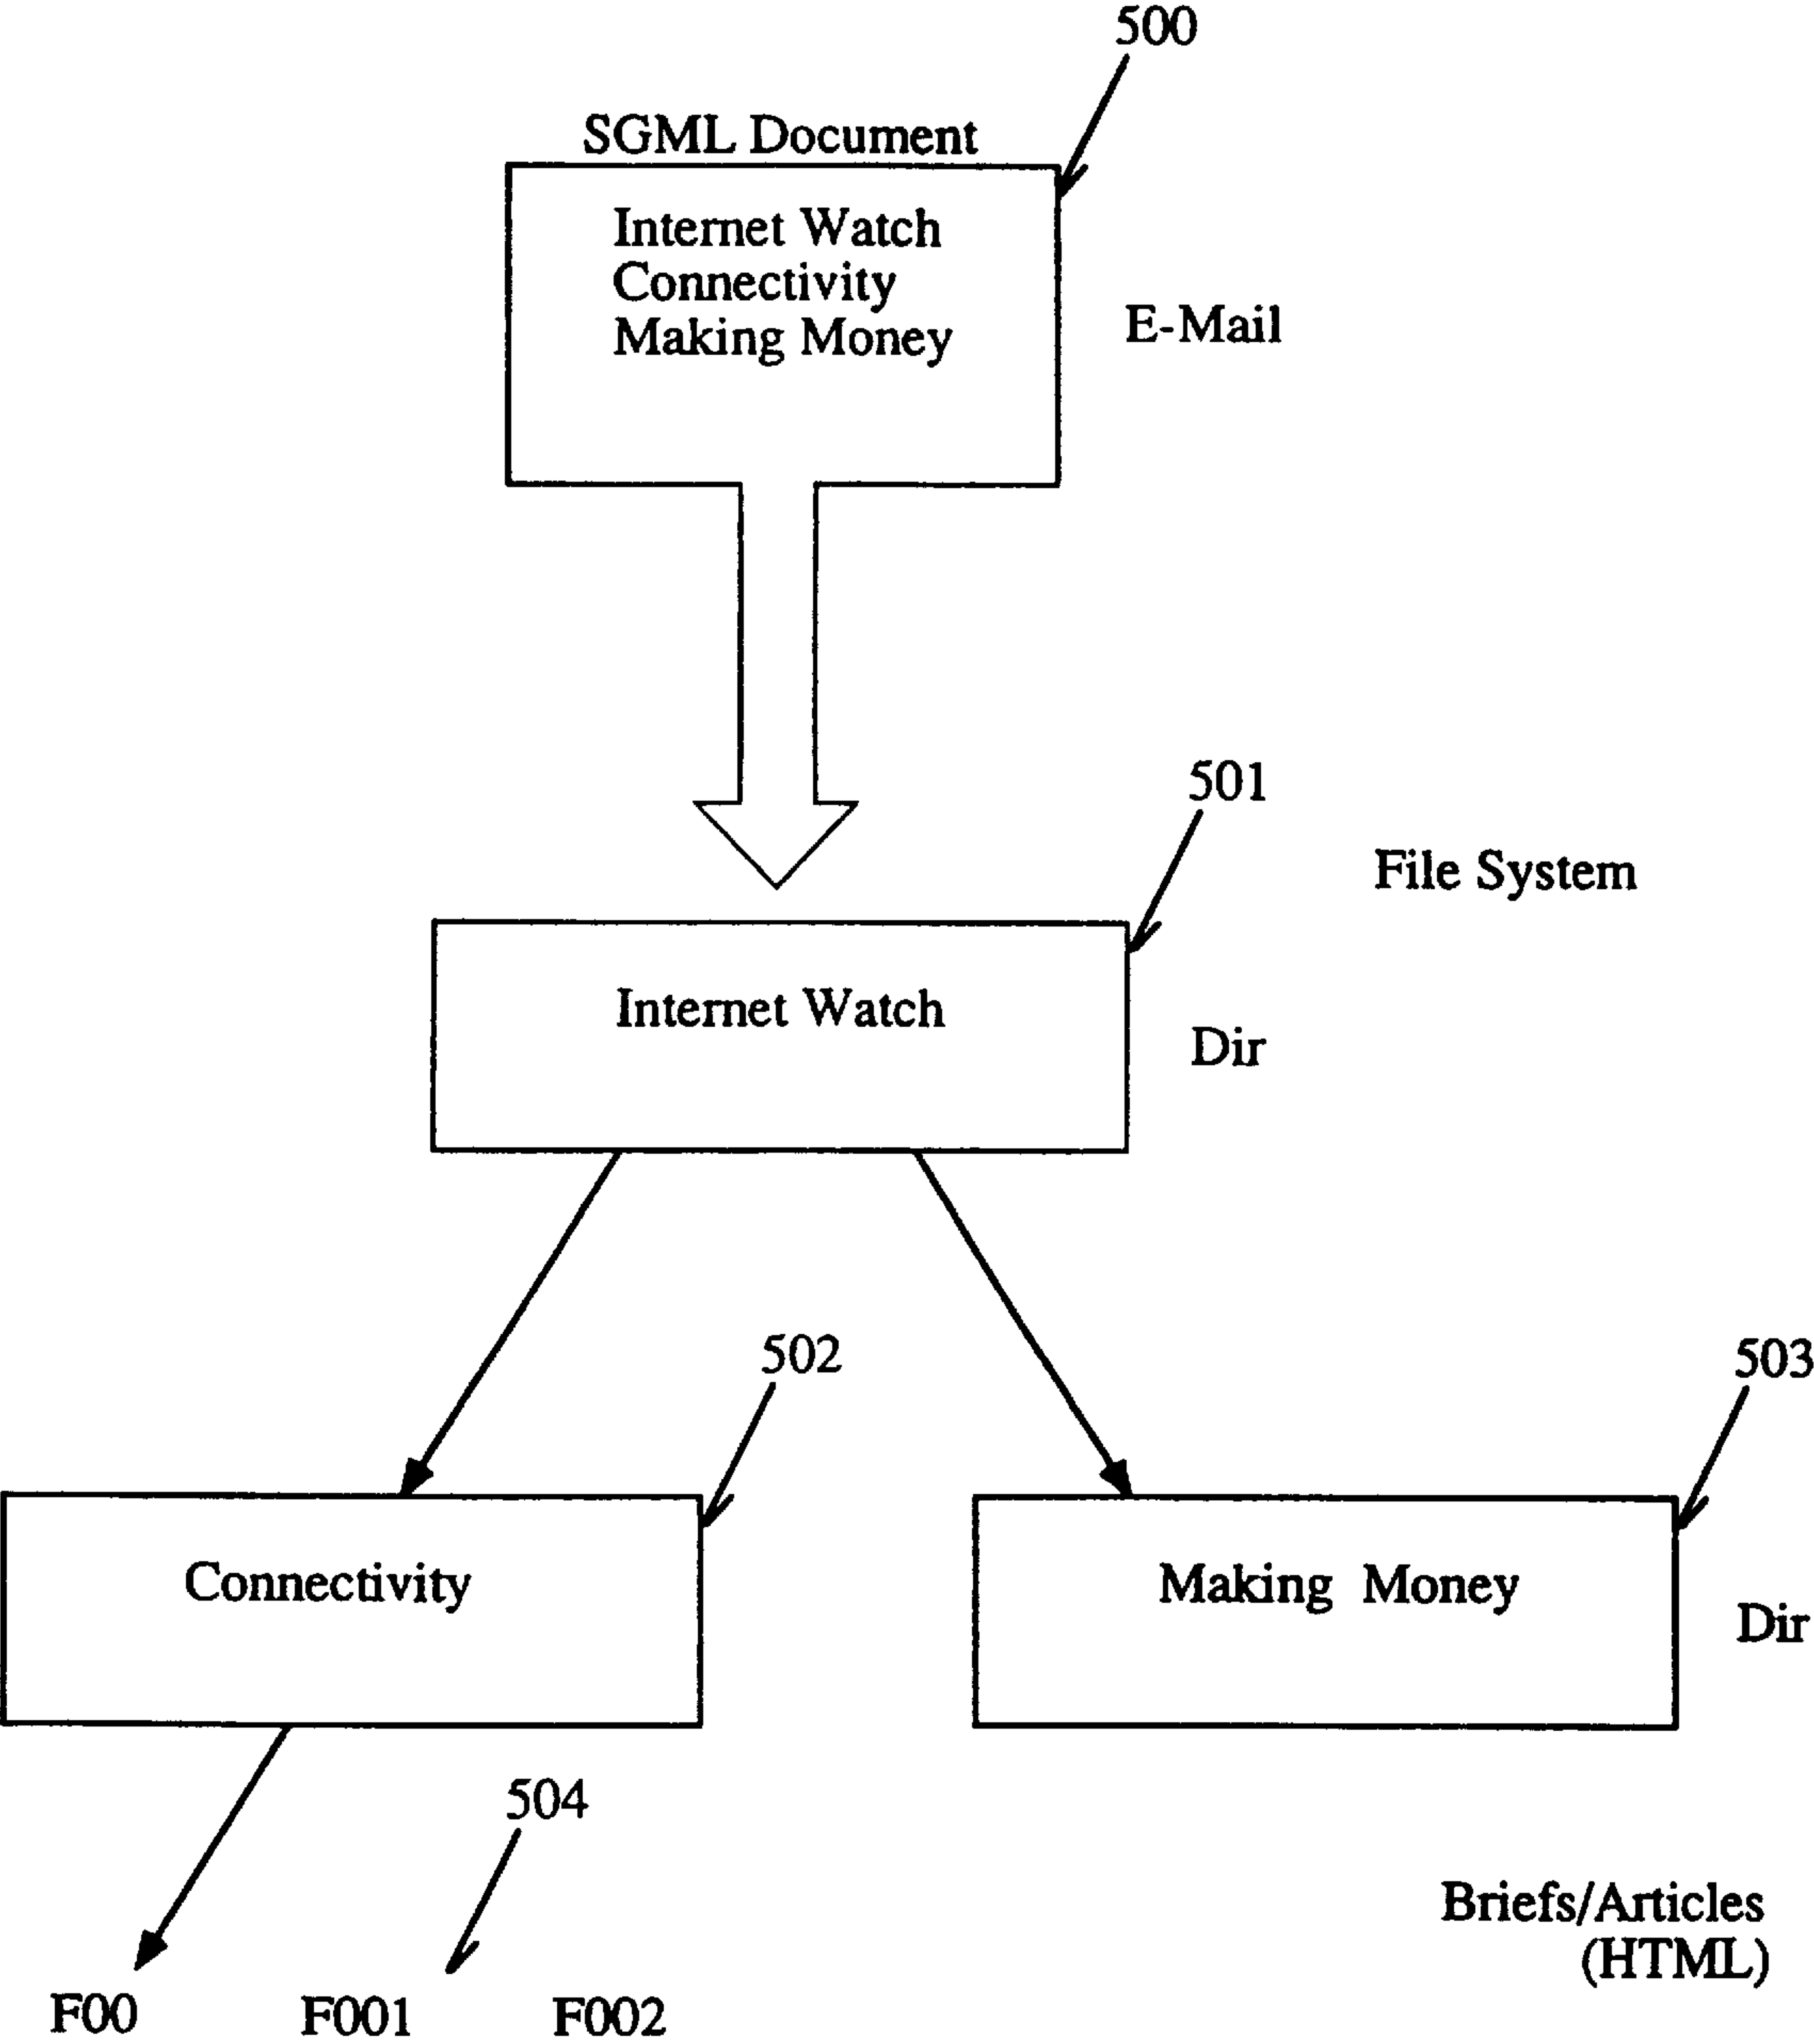 500
SGML Document
Internet Watch
Connectivity
Making Money
E-Mail
501
File System
Internet Watch
Dir
502
503
Connectivity
Making Money
Dir
504
Briefs/Articles
(HTML)
F00
F001
F002